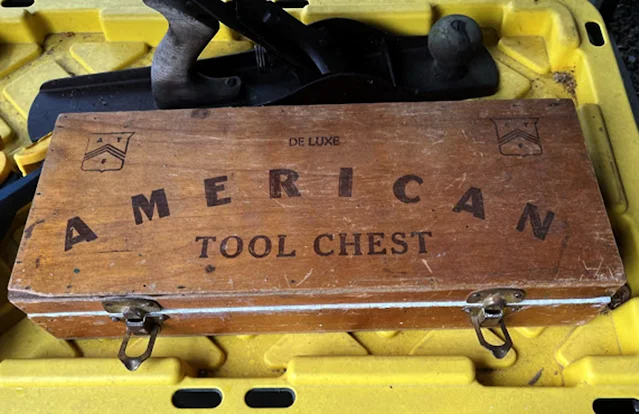 DE LUXE
A T
C
A T
C
AMERICAN
TOOL CHEST